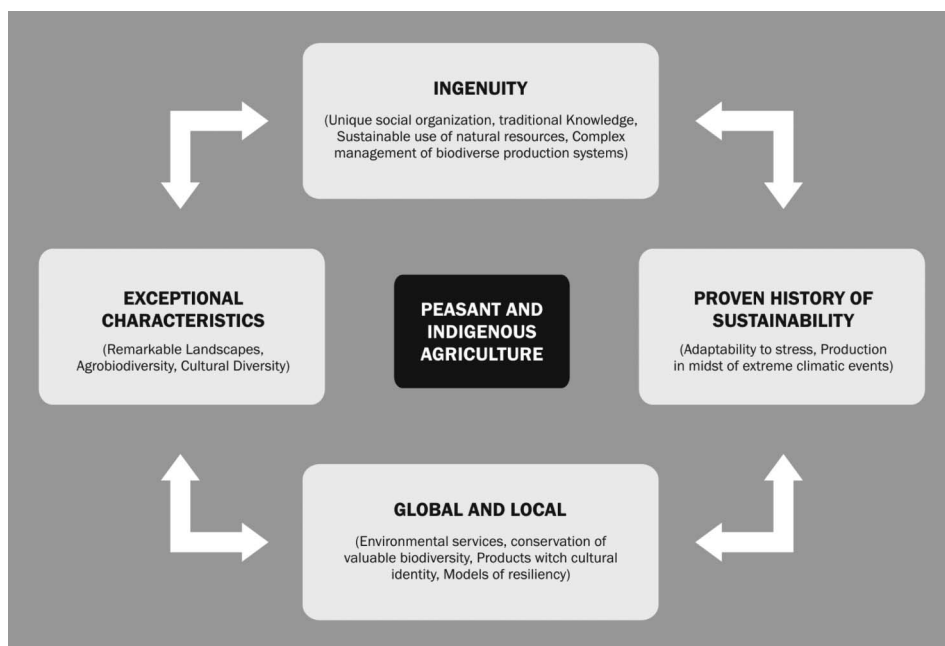 INGENUITY
(Unique social organization, traditional Knowledge,
Sustainable use of natural resources, Complex
management of biodiverse production systems)
EXCEPTIONAL
CHARACTERISTICS
(Remarkable Landscapes,
Agrobiodiversity, Cultural Diversity)
PEASANT AND
INDIGENOUS
AGRICULTURE
PROVEN HISTORY OF
SUSTAINABILITY
(Adaptability to stress, Production
in midst of extreme climatic events)
GLOBAL AND LOCAL
(Environmental services, conservation of
valuable biodiversity, Products witch cultural
identity, Models of resiliency)